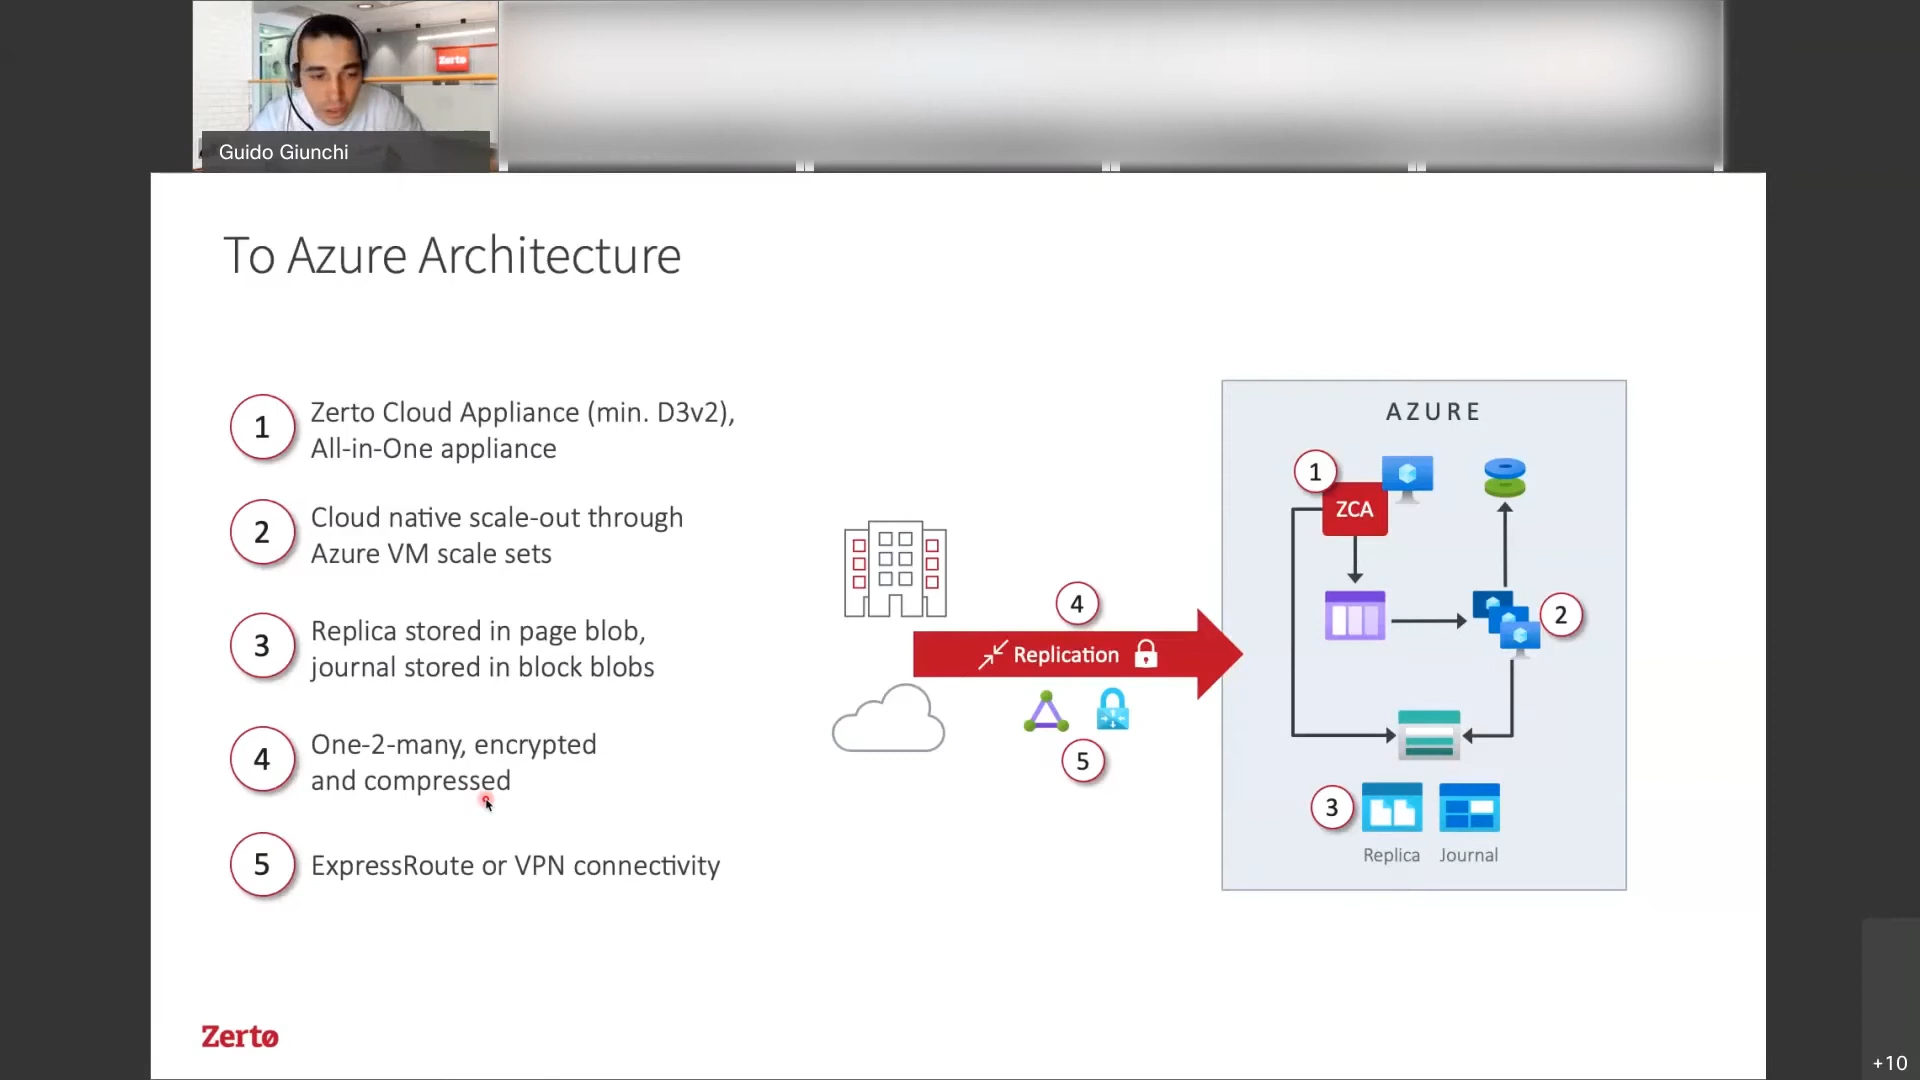 Zerto
Guido Giunchi
To Azure Architecture
1
Zerto Cloud Appliance (min. D3v2),
All-in-One appliance
2
Cloud native scale-out through
Azure VM scale sets
3
Replica stored in page blob,
journal stored in block blobs
4
One-2-many, encrypted
and compressed
5
ExpressRoute or VPN connectivity
4
Replication
5
AZURE
1
ZCA
2
3
Replica
Journal
Zerto
+10